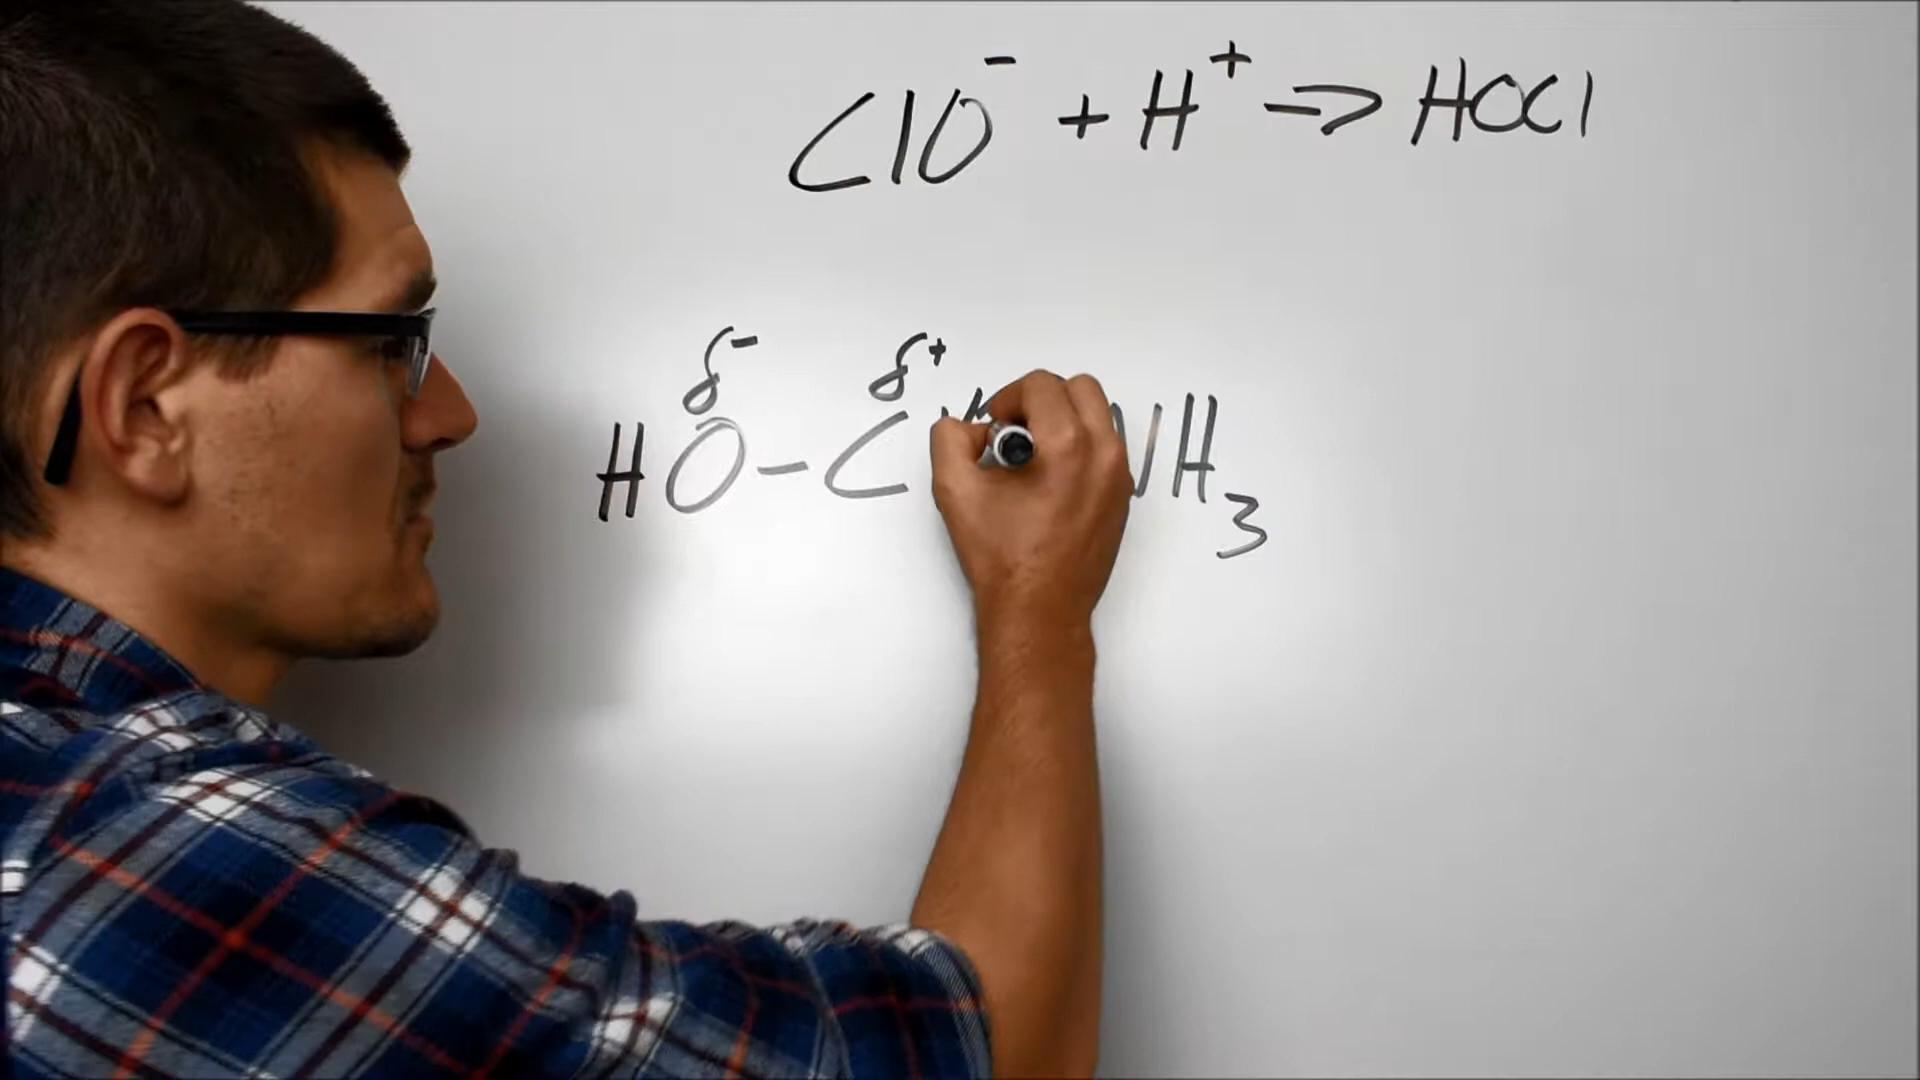 ClO⁻ + H⁺ => HOCl
δ⁻ δ⁺
HO-C NH₃